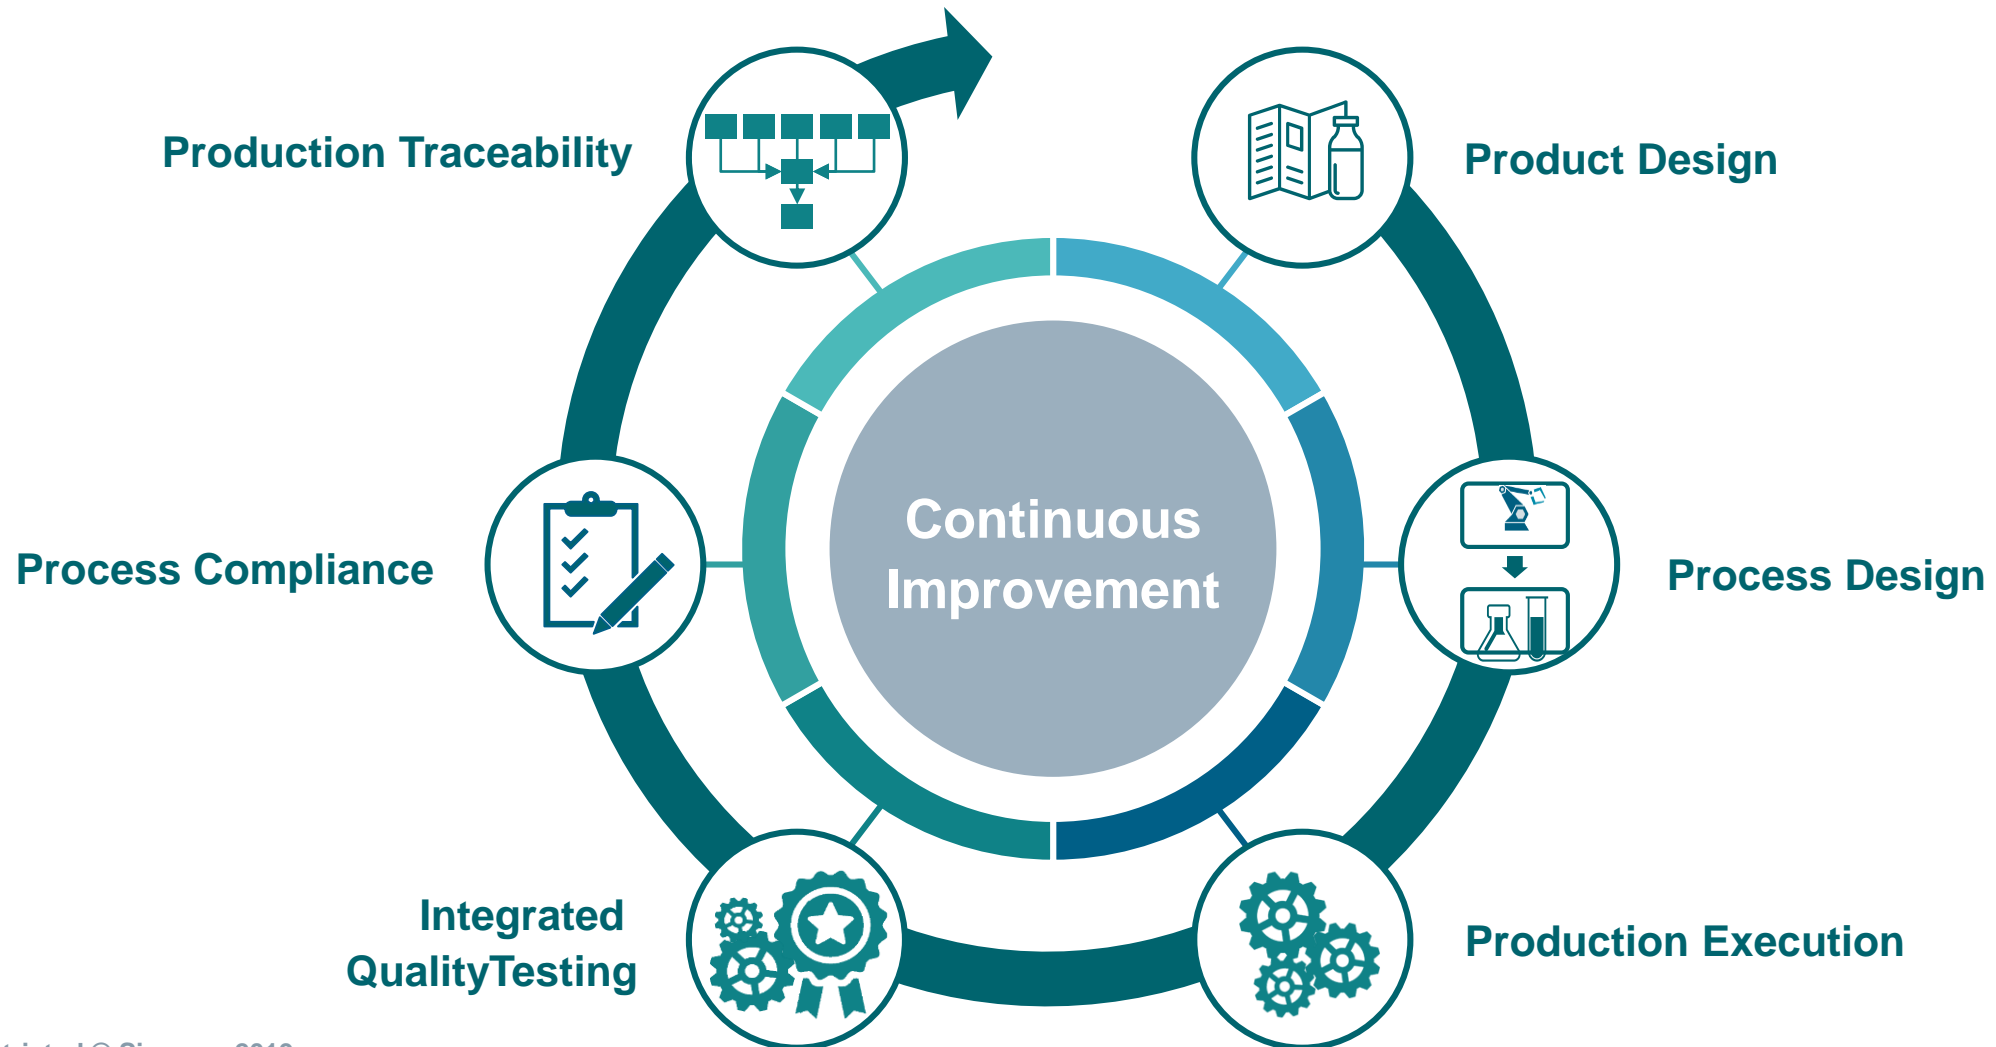 Production Traceability
Product Design
Process Compliance
Continuous
Improvement
Process Design
Integrated
QualityTesting
Production Execution